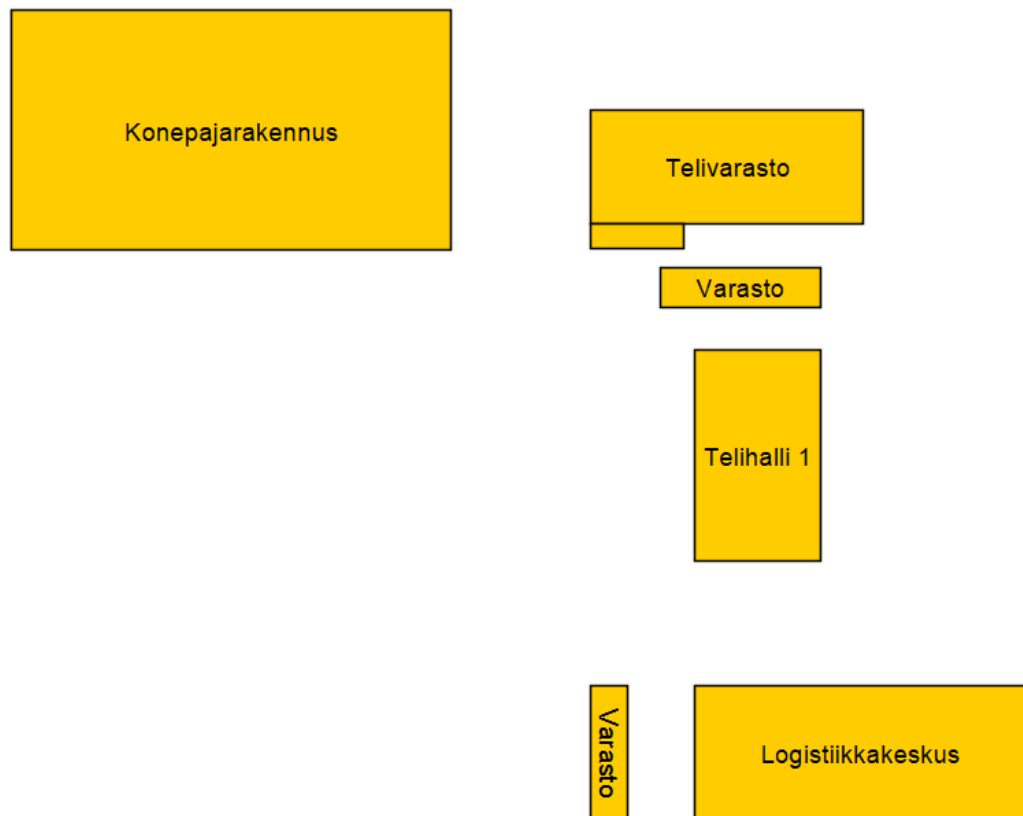 Konepajarakennus
Telivarasto
Varasto
Telihalli 1
Varasto
Logistiikkakeskus